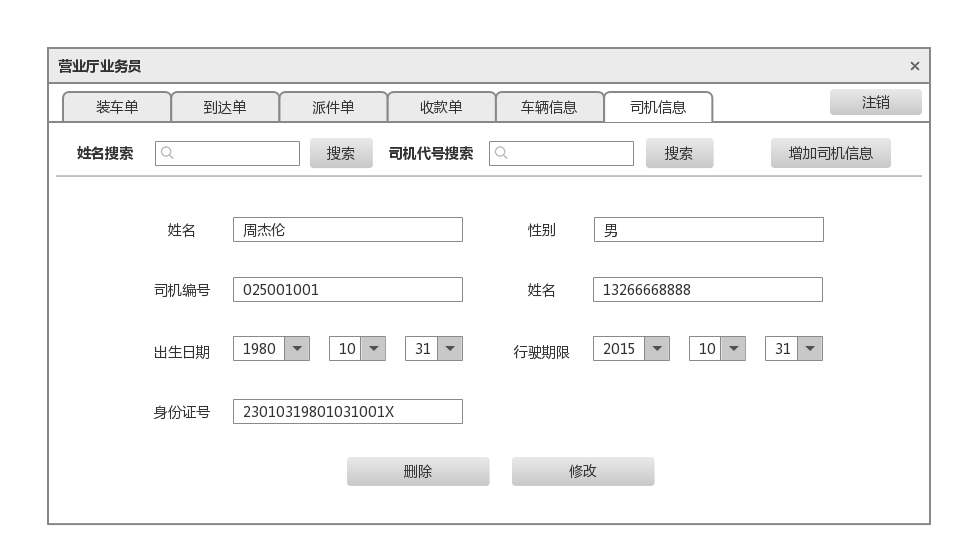 营业厅业务员 ×
装车单 到达单 派件单 收款单 车辆信息 司机信息 注销
姓名搜索 搜索 司机代号搜索 搜索 增加司机信息
姓名 周杰伦 性别 男
司机编号 025001001 姓名 13266668888
出生日期 1980 10 31 行驶期限 2015 10 31
身份证号 23010319801031001X
删除 修改